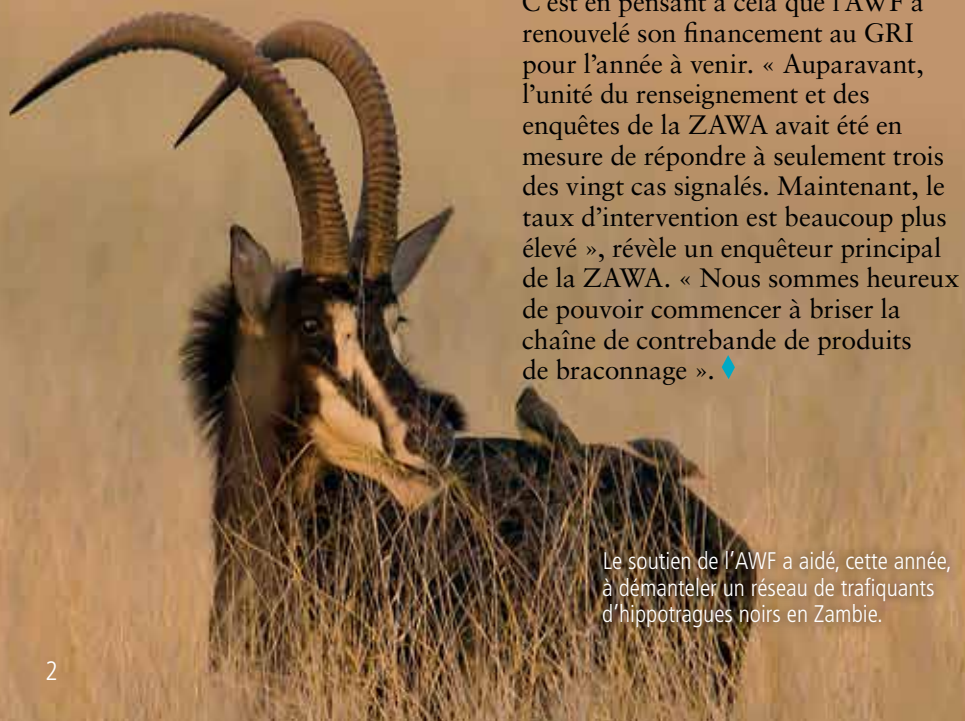 C'est en pensant à cela que l'AWF a
renouvelé son financement au GRI
pour l'année à venir. « Auparavant,
l'unité du renseignement et des
enquêtes de la ZAWA avait été en
mesure de répondre à seulement trois
des vingt cas signalés. Maintenant, le
taux d'intervention est beaucoup plus
élevé », révèle un enquêteur principal
de la ZAWA. « Nous sommes heureux
de pouvoir commencer à briser la
chaîne de contrebande de produits
de braconnage ».
Le soutien de l'AWF a aidé, cette année,
à démanteler un réseau de trafiquants
d'hippotragues noirs en Zambie.
2